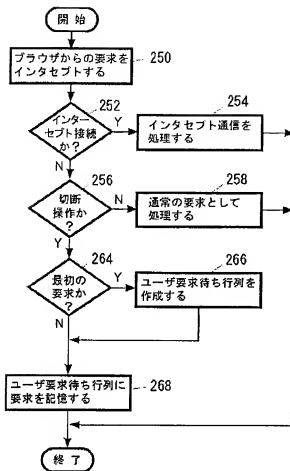 開始
ブラウザからの要求を
インタセプトする
250
252
インター
セプト接続
か?
Y
N
254
インタセプト通信を
処理する
256
切断
操作か?
N
Y
258
通常の要求として
処理する
264
最初の
要求か
?
Y
N
266
ユーザ要求待ち行列を
作成する
ユーザ要求待ち行列に
要求を記憶する
268
終了